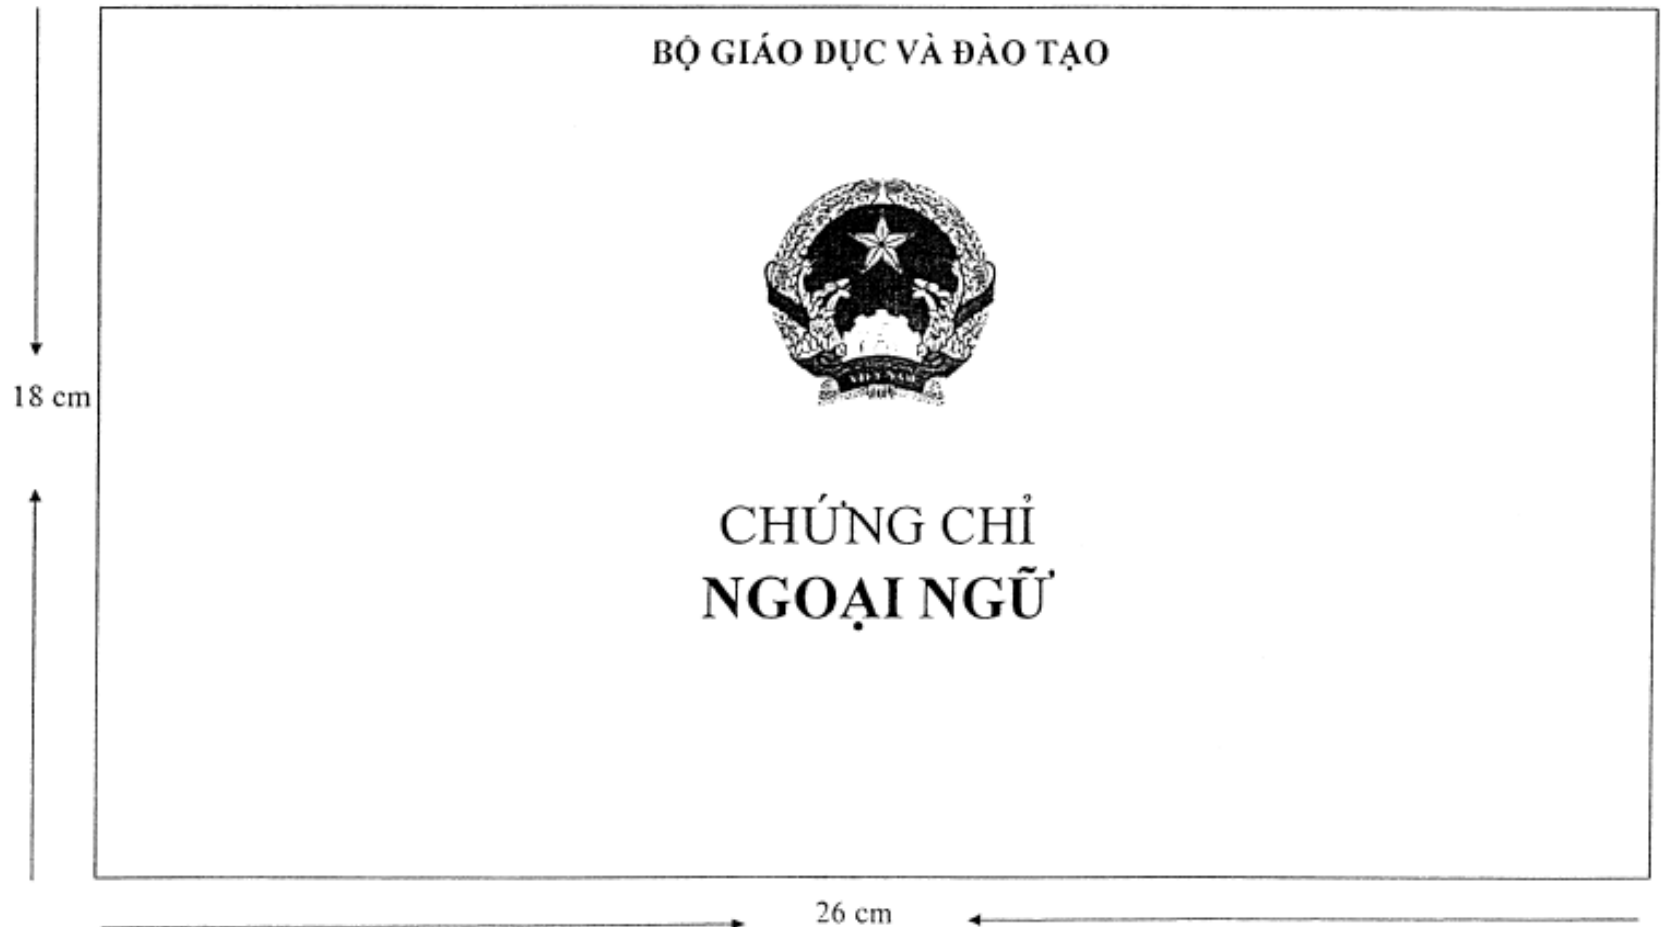 BỘ GIÁO DỤC VÀ ĐÀO TẠO
18 cm
CHỨNG CHỈ
NGOẠI NGỮ
26 cm